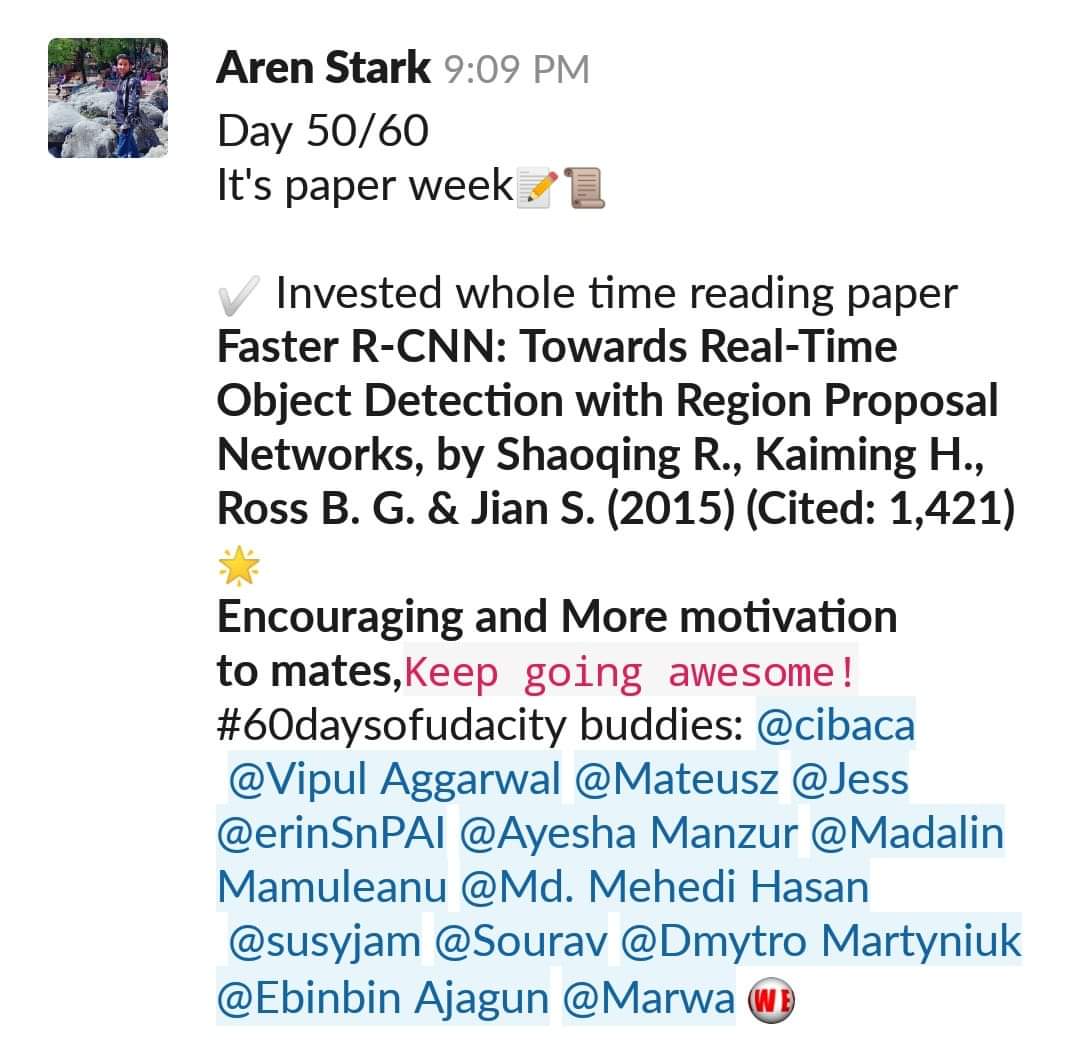 Aren Stark 9:09 PM
Day 50/60
It's paper week📝📜
✔️ Invested whole time reading paper
Faster R-CNN: Towards Real-Time
Object Detection with Region Proposal
Networks, by Shaoqing R., Kaiming H.,
Ross B. G. & Jian S. (2015) (Cited: 1,421)
🌟
Encouraging and More motivation
to mates,Keep going awesome!
#60daysofudacity buddies: @cibaca
@Vipul Aggarwal @Mateusz @Jess
@erinSnPAI @Ayesha Manzur @Madalin
Mamuleanu @Md. Mehedi Hasan
@susyjam @Sourav @Dmytro Martyniuk
@Ebinbin Ajagun @Marwa WE